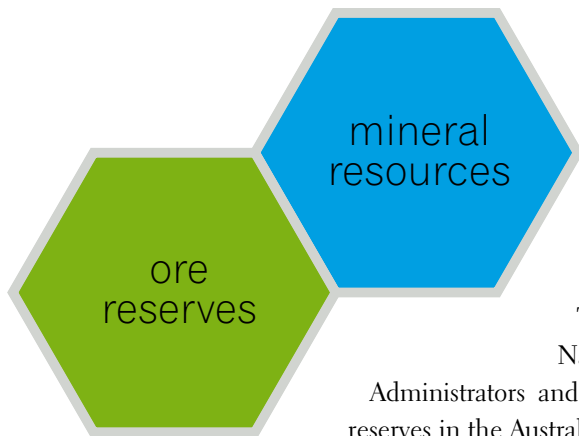 mineral
resources
ore
reserves
Administrators and
reserves in the Austral